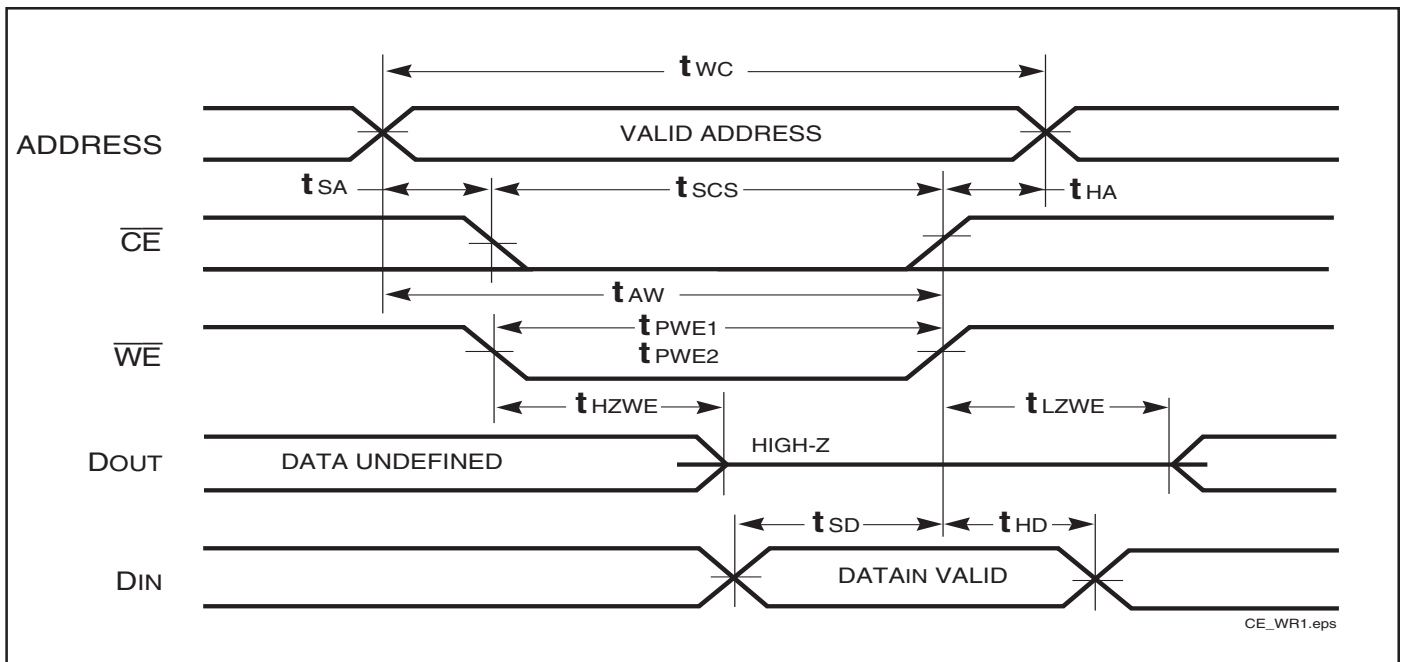 tWC
ADDRESS
VALID ADDRESS
tSA
tSCS
tHA
CE
tAW
tPWE1
WE
tPWE2
tHZWE
tLZWE
DOUT
DATA UNDEFINED
HIGH-Z
tSD
tHD
DIN
DATAIN VALID
CE_WR1.eps